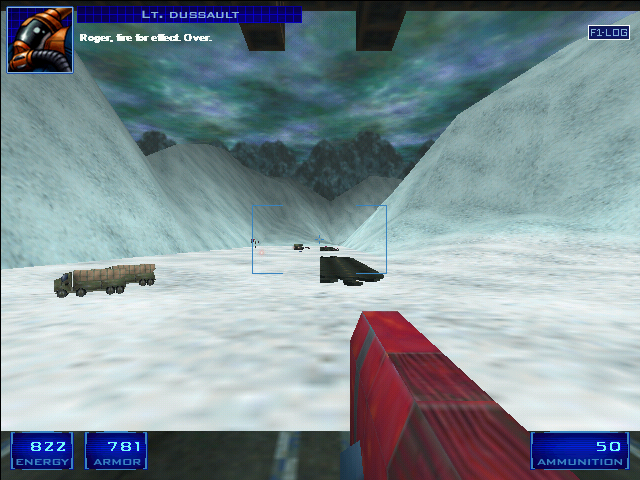 Lt. dussault
Roger, fire for effect. Over.
F1-LOG
822
ENERGY
781
ARMOR
50
AMMUNITION